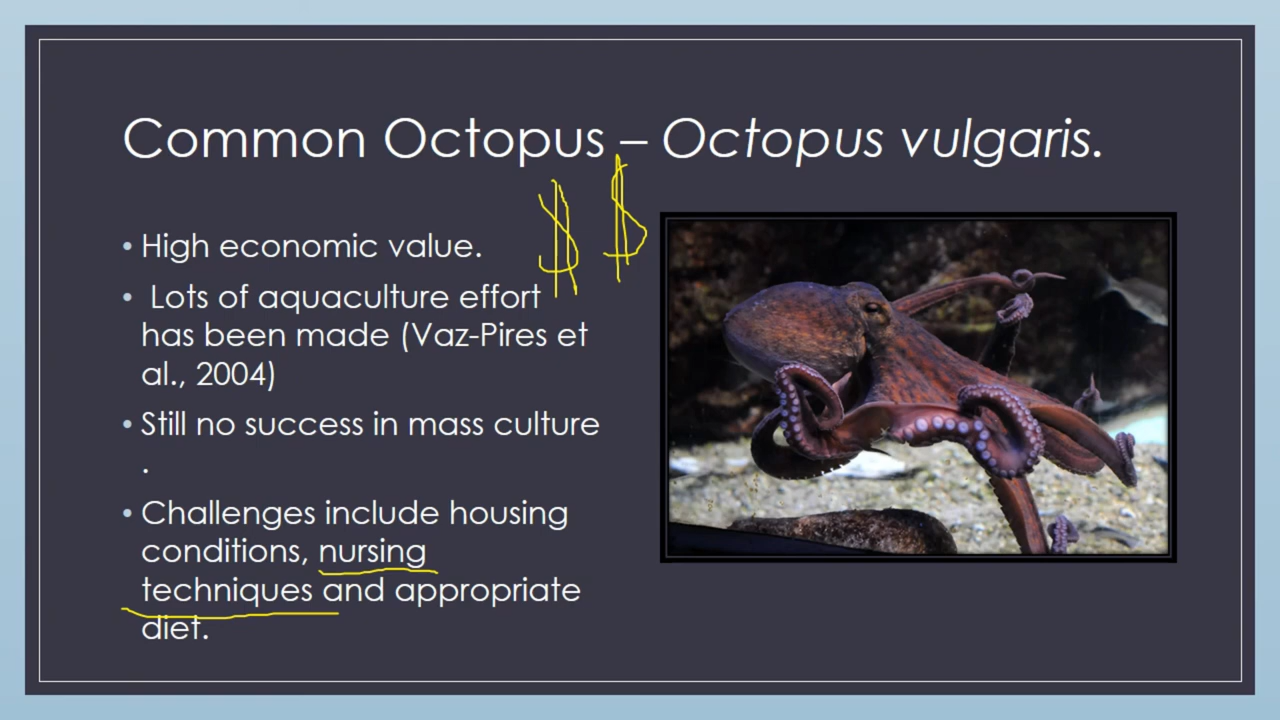 Common Octopus – Octopus vulgaris.
$ $
• High economic value.
• Lots of aquaculture effort
has been made (Vaz-Pires et
al., 2004)
• Still no success in mass culture
.
• Challenges include housing
conditions, nursing
techniques and appropriate
diet.